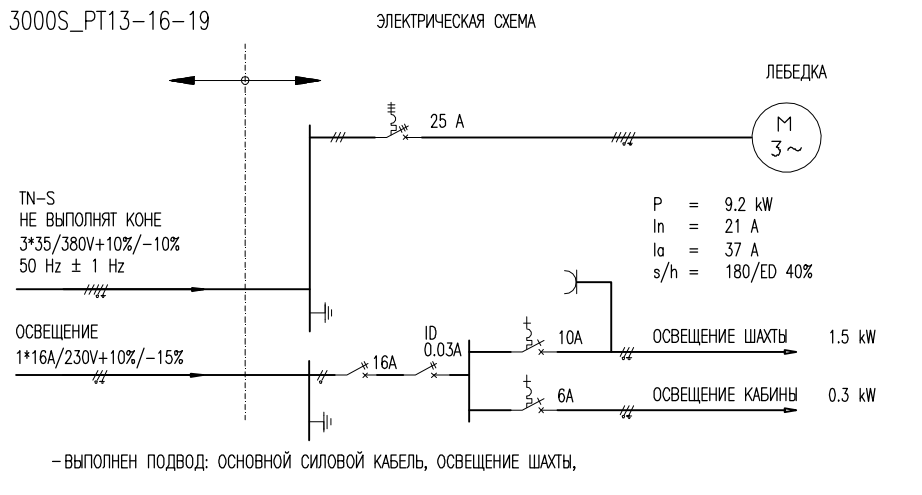 3000S_PT13-16-19
ЭЛЕКТРИЧЕСКАЯ СХЕМА
ЛЕБЕДКА
25 A
M
3~
TN-S
НЕ ВЫПОЛНЯТ КОНЕ
3*35/380V+10%/-10%
50 Hz ± 1 Hz
P = 9.2 kW
In = 21 A
Ia = 37 A
s/h = 180/ED 40%
ОСВЕЩЕНИЕ
1*16A/230V+10%/-15%
16A
ID
0.03A
10A
ОСВЕЩЕНИЕ ШАХТЫ 1.5 kW
6A
ОСВЕЩЕНИЕ КАБИНЫ 0.3 kW
-ВЫПОЛНЕН ПОДВОД: ОСНОВНОЙ СИЛОВОЙ КАБЕЛЬ, ОСВЕЩЕНИЕ ШАХТЫ,